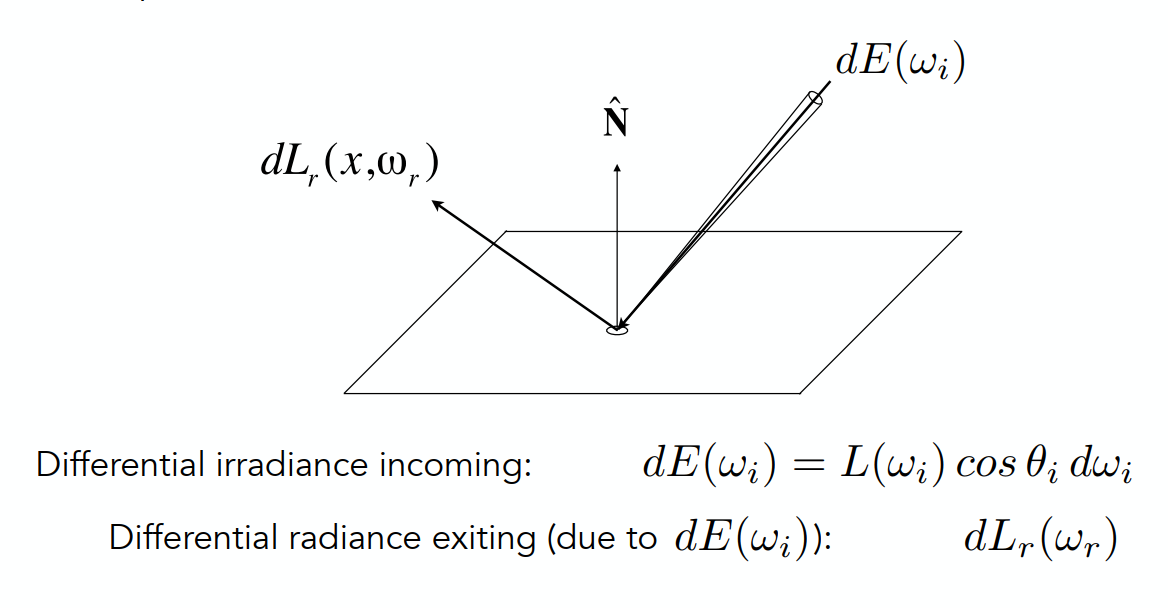 dE(ω_i)
N̂
dL_r(x,ω_r)
Differential irradiance incoming: dE(ω_i) = L(ω_i) cos θ_i dω_i
Differential radiance exiting (due to dE(ω_i)): dL_r(ω_r)